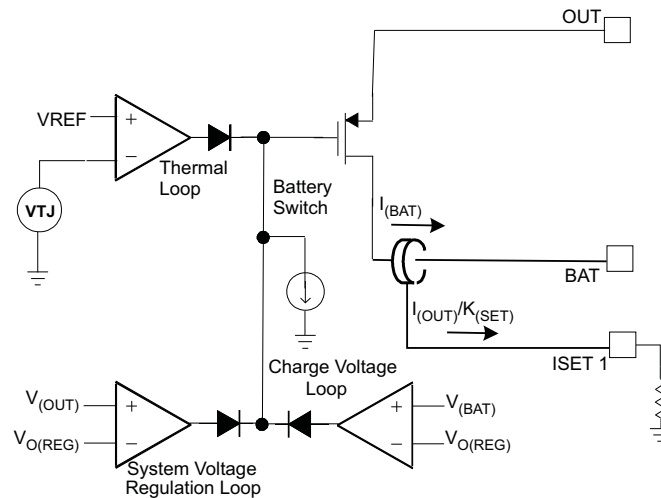 OUT
VREF
+
−
Thermal
Loop
VTJ
Battery
Switch
I(BAT)
BAT
I(OUT)/K(SET)
ISET 1
Charge Voltage
Loop
V(OUT)
+
VO(REG)
−
+
V(BAT)
−
VO(REG)
System Voltage
Regulation Loop